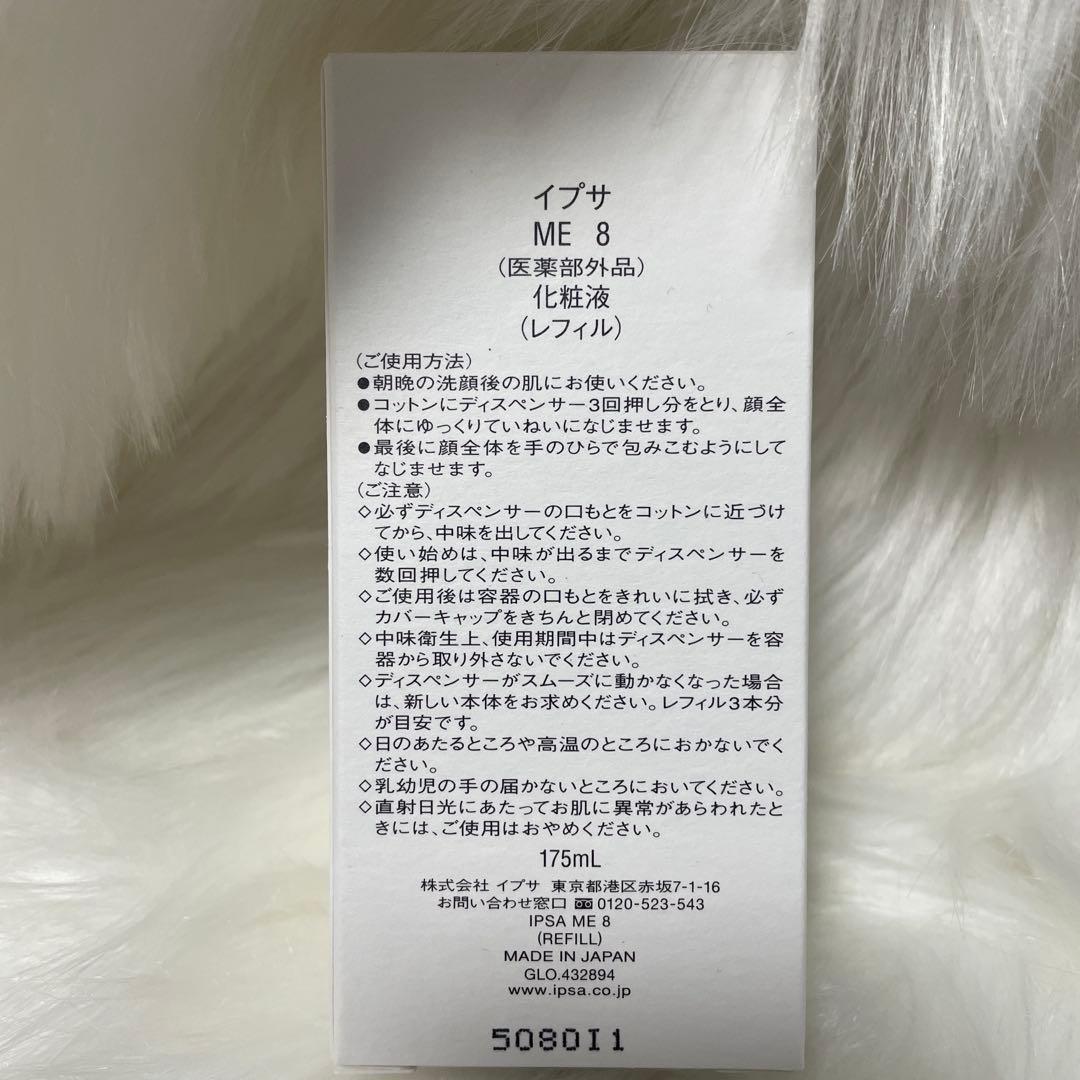 イプサ
ME 8
(医薬部外品)
化粧液
(レフィル)
(ご使用方法)
●朝晩の洗顔後の肌にお使いください。
●コットンにディスペンサー3回押し分をとり、顔全
体にゆっくりていねいになじませます。
●最後に顔全体を手のひらで包みこむようにして
なじませます。
(ご注意)
◇必ずディスペンサーの口もとをコットンに近づけ
てから、中味を出してください。
◇使い始めは、中味が出るまでディスペンサーを
数回押してください。
◇ご使用後は容器の口もとをきれいに拭き、必ず
カバーキャップをきちんと閉めてください。
◇中味衛生上、使用期間中はディスペンサーを容
器から取り外さないでください。
◇ディスペンサーがスムーズに動かなくなった場合
は、新しい本体をお求めください。レフィル3本分
が目安です。
◇日のあたるところや高温のところにおかないでく
ださい。
◇乳幼児の手の届かないところにおいてください。
◇直射日光にあたってお肌に異常があらわれたと
きには、ご使用はおやめください。
175mL
株式会社 イプサ 東京都港区赤坂7-1-16
お問い合わせ窓口 0120-523-543
IPSA ME 8
(REFILL)
MADE IN JAPAN
GLO.432894
www.ipsa.co.jp
5080I1